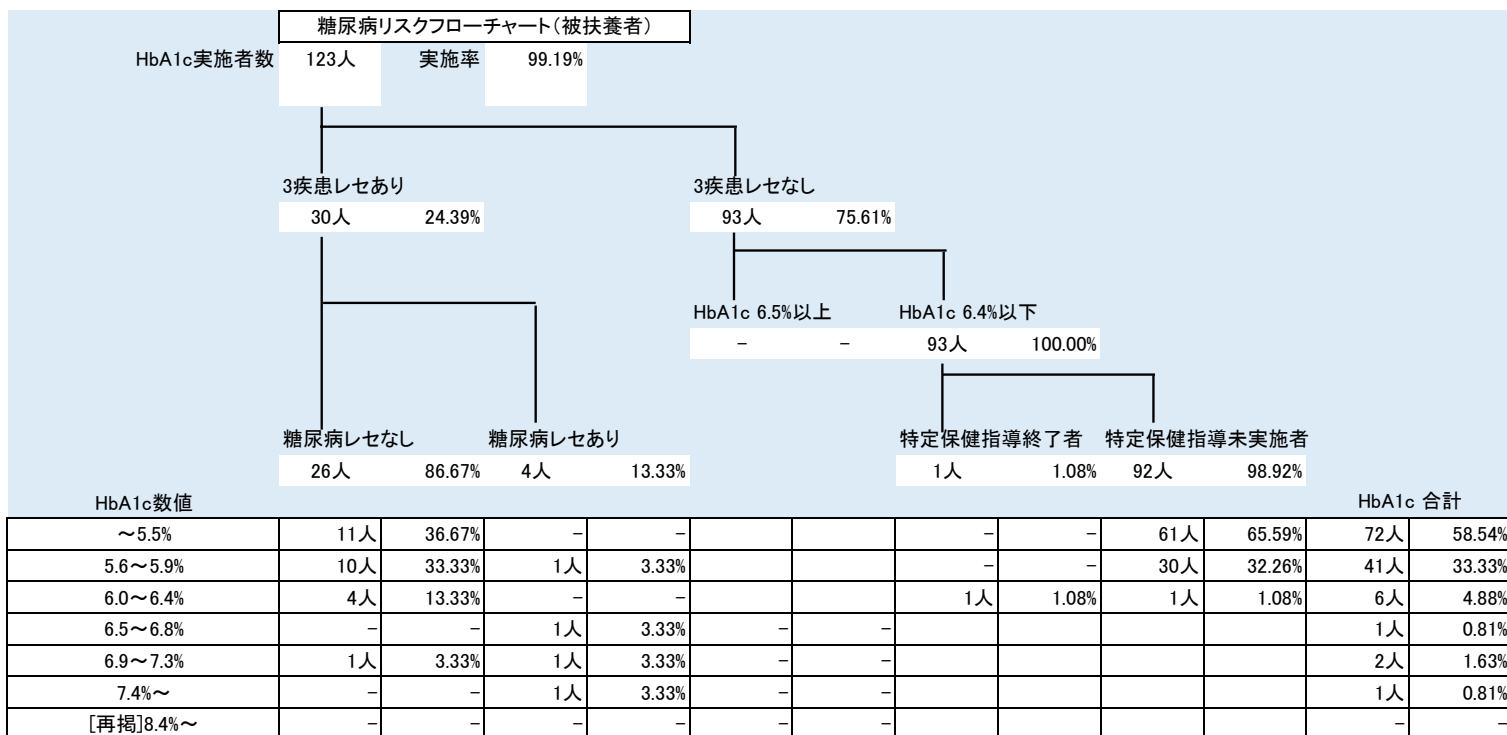 糖尿病リスクフローチャート（被扶養者）
HbA1c実施者数 123人 実施率 99.19%
3疾患レセあり 3疾患レセなし
30人 24.39% 93人 75.61%
HbA1c 6.5%以上 HbA1c 6.4%以下
− − 93人 100.00%
糖尿病レセなし 糖尿病レセあり 特定保健指導終了者 特定保健指導未実施者
26人 86.67% 4人 13.33% 1人 1.08% 92人 98.92%
HbA1c数値 HbA1c 合計
～5.5% 11人 36.67% − − − − 61人 65.59% 72人 58.54%
5.6～5.9% 10人 33.33% 1人 3.33% − − 30人 32.26% 41人 33.33%
6.0～6.4% 4人 13.33% − − 1人 1.08% 1人 1.08% 6人 4.88%
6.5～6.8% − − 1人 3.33% − − 1人 0.81%
6.9～7.3% 1人 3.33% 1人 3.33% − − 2人 1.63%
7.4%～ − − 1人 3.33% − − 1人 0.81%
[再掲]8.4%～ − − − − − − − −